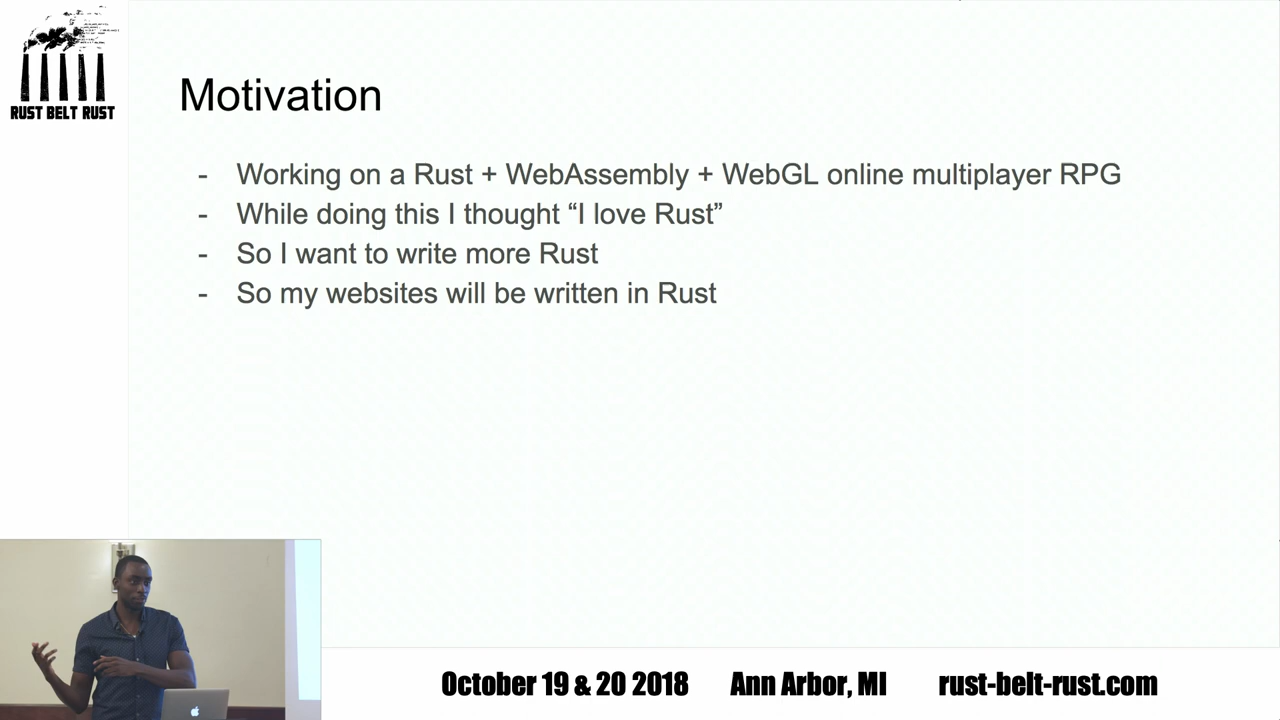 RUST BELT RUST
Motivation
- Working on a Rust + WebAssembly + WebGL online multiplayer RPG
- While doing this I thought “I love Rust”
- So I want to write more Rust
- So my websites will be written in Rust
October 19 & 20 2018 Ann Arbor, MI rust-belt-rust.com